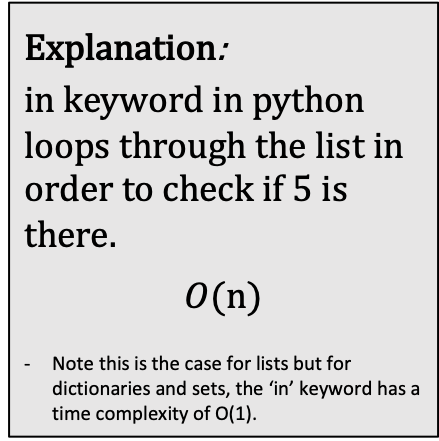 Explanation:
in keyword in python
loops through the list in
order to check if 5 is
there.
O(n)
- Note this is the case for lists but for
dictionaries and sets, the ‘in’ keyword has a
time complexity of O(1).